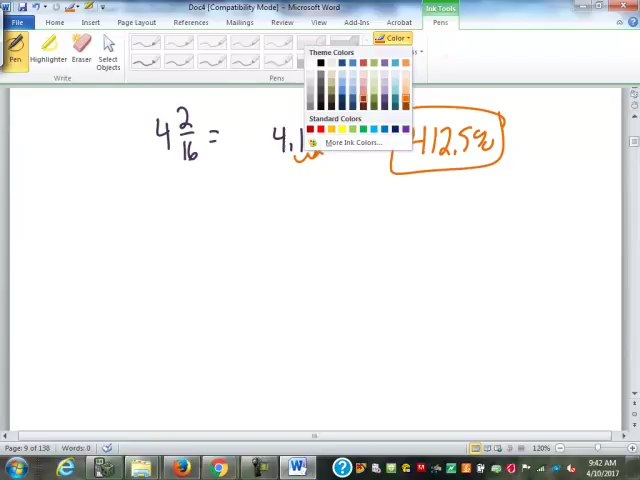 Doc4 [Compatibility Mode] - Microsoft Word
Ink Tools
File Home Insert Page Layout References Mailings Review View Add-Ins Acrobat Pens
Pen Highlighter Eraser Select Objects
Color
Write
Pens
Theme Colors
Standard Colors
More Ink Colors...
4 2/16 = 4.1 412.5%
Page: 9 of 138 Words: 0 120%
9:42 AM
4/10/2017